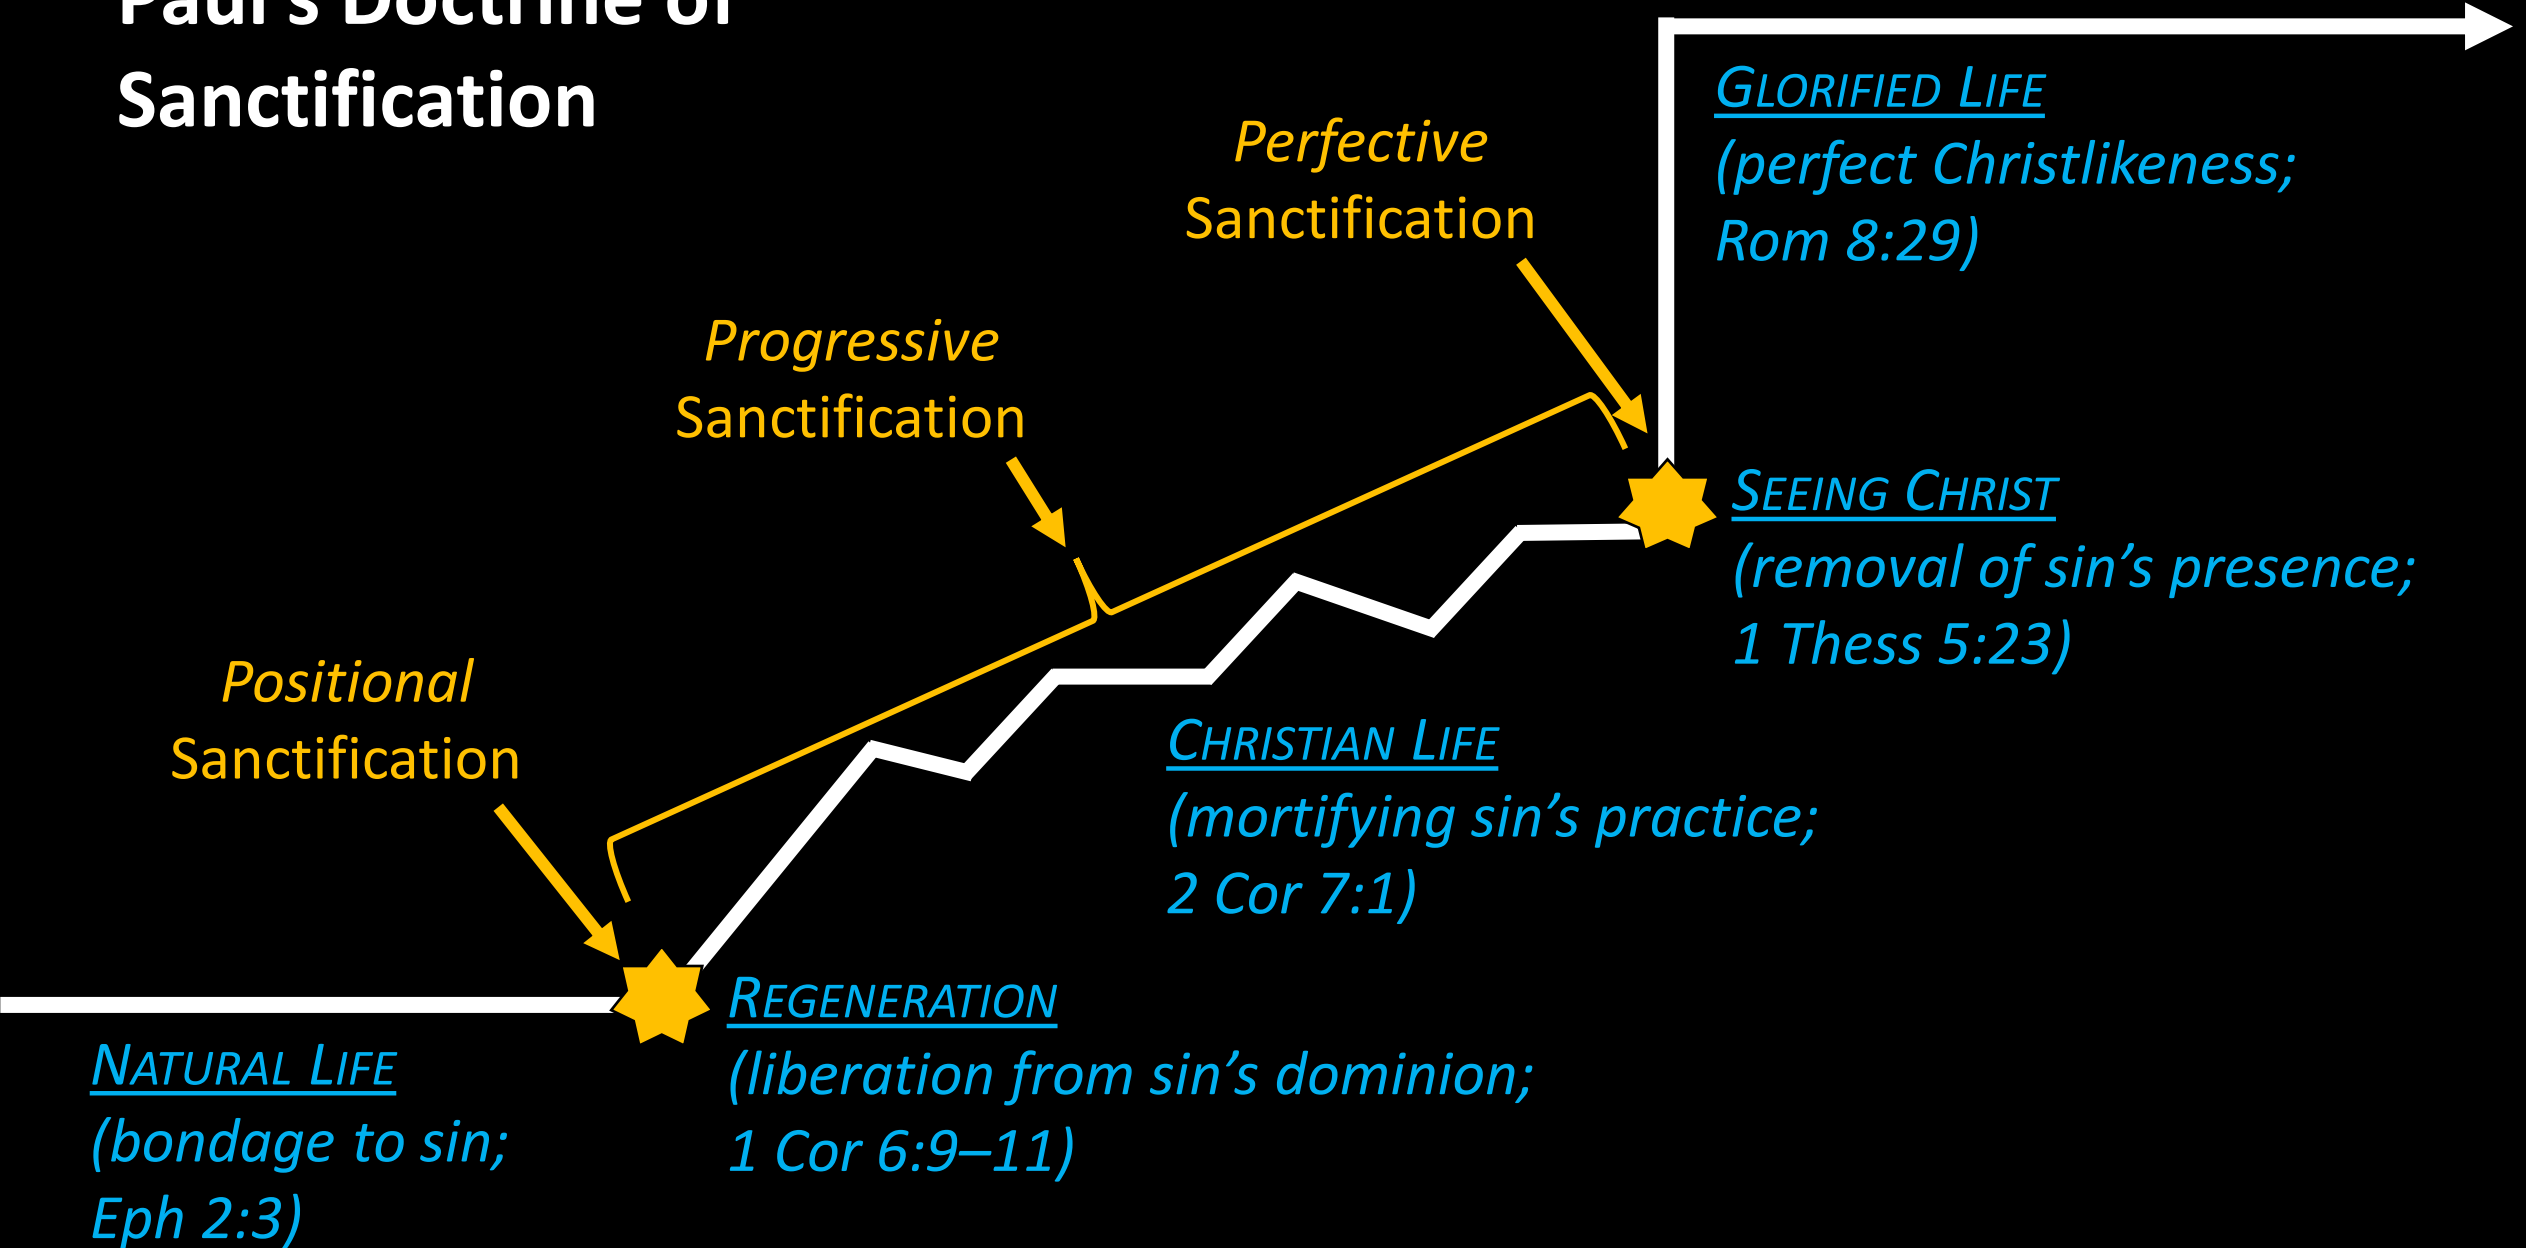 Paul's Doctrine of
Sanctification
GLORIFIED LIFE
(perfect Christlikeness;
Rom 8:29)
Perfective
Sanctification
Progressive
Sanctification
SEEING CHRIST
(removal of sin’s presence;
1 Thess 5:23)
Positional
Sanctification
CHRISTIAN LIFE
(mortifying sin’s practice;
2 Cor 7:1)
REGENERATION
(liberation from sin’s dominion;
1 Cor 6:9–11)
NATURAL LIFE
(bondage to sin;
Eph 2:3)